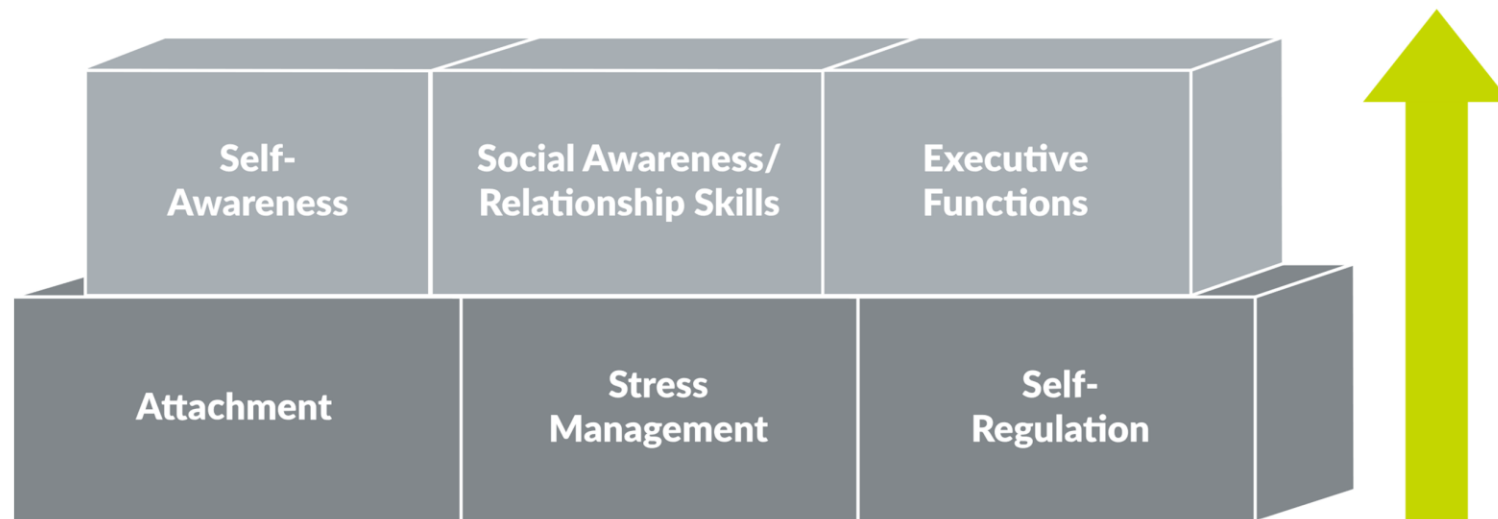 Self-
Awareness
Social Awareness/
Relationship Skills
Executive
Functions
Attachment
Stress
Management
Self-
Regulation